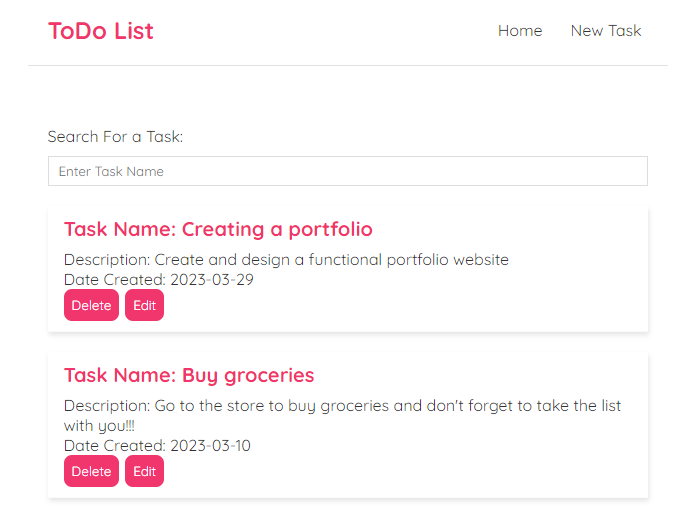 ToDo List
Home New Task
Search For a Task:
Enter Task Name
Task Name: Creating a portfolio
Description: Create and design a functional portfolio website
Date Created: 2023-03-29
Delete Edit
Task Name: Buy groceries
Description: Go to the store to buy groceries and don't forget to take the list
with you!!!
Date Created: 2023-03-10
Delete Edit